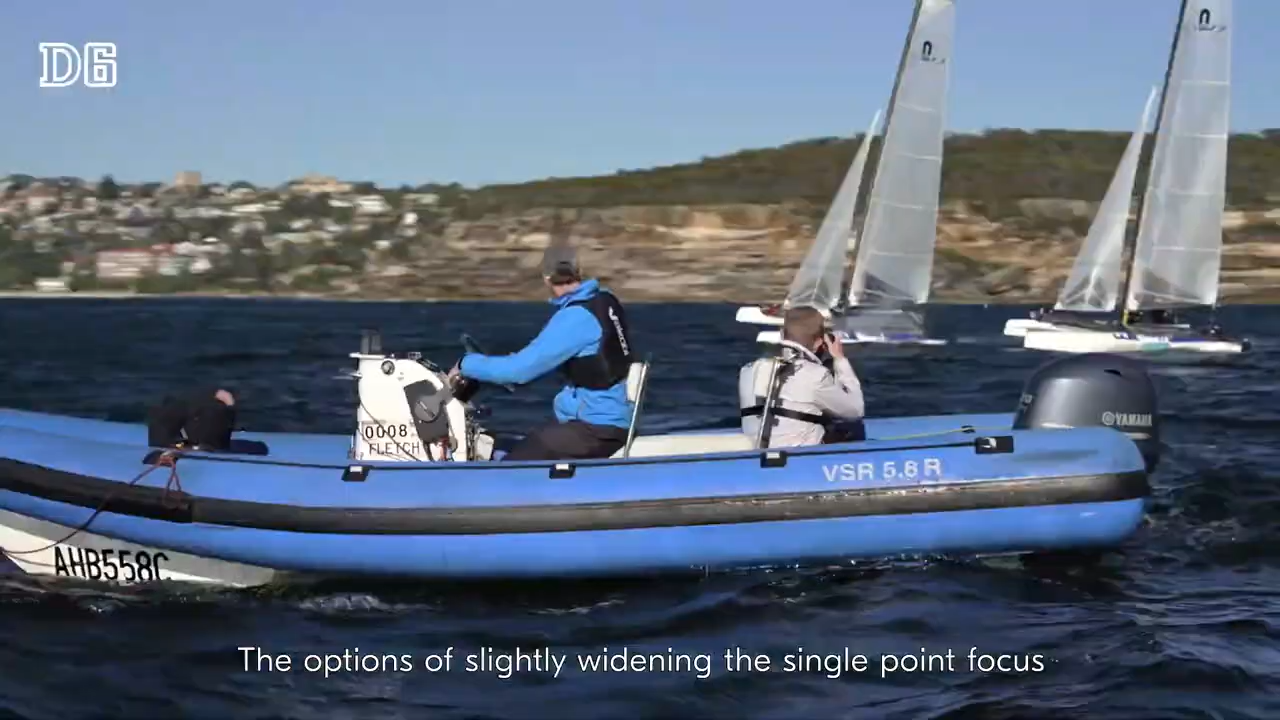 D6
0008
FLETCH
@YAMAHA
VSR 5.8 R
AHB558C
The options of slightly widening the single point focus